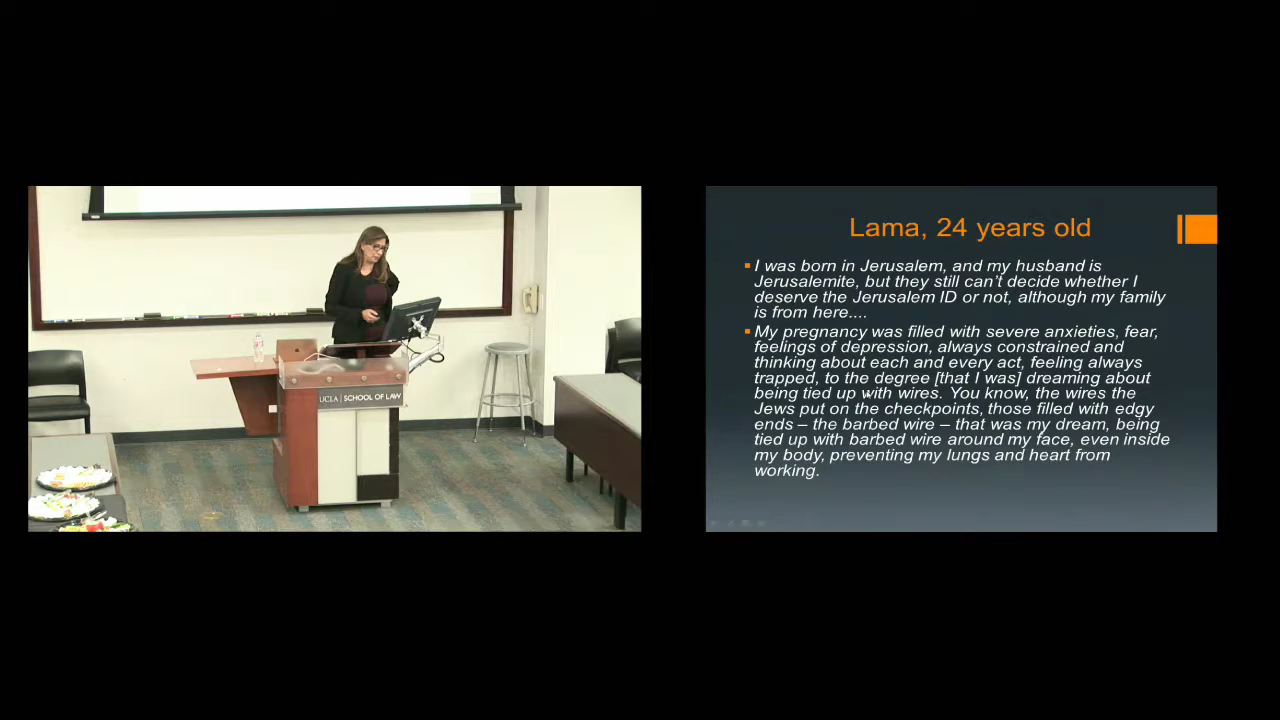 UCLA | SCHOOL OF LAW
Lama, 24 years old
I was born in Jerusalem, and my husband is
Jerusalemite, but they still can't decide whether I
deserve the Jerusalem ID or not, although my family
is from here....
My pregnancy was filled with severe anxieties, fear,
feelings of depression, always constrained and
thinking about each and every act, feeling always
trapped, to the degree [that I was] dreaming about
being tied up with wires. You know, the wires the
Jews put on the checkpoints, those filled with edgy
ends – the barbed wire – that was my dream, being
tied up with barbed wire around my face, even inside
my body, preventing my lungs and heart from
working.